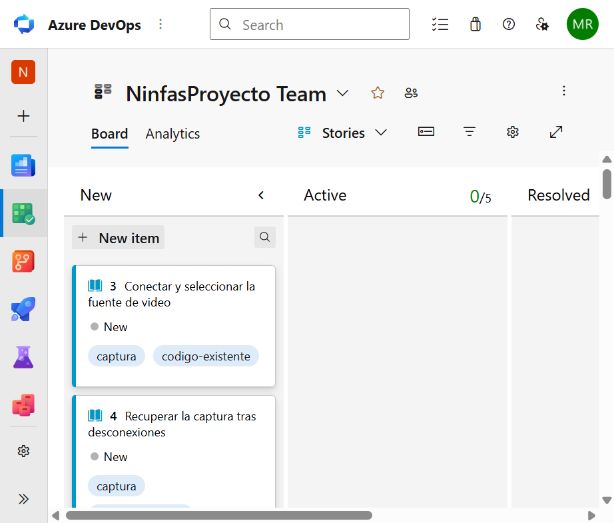 Azure DevOps
Search
MR
N
NinfasProyecto Team
Board
Analytics
Stories
New
Active
0/5
Resolved
+ New item
3 Conectar y seleccionar la
fuente de video
New
captura
codigo-existente
4 Recuperar la captura tras
desconexiones
New
captura